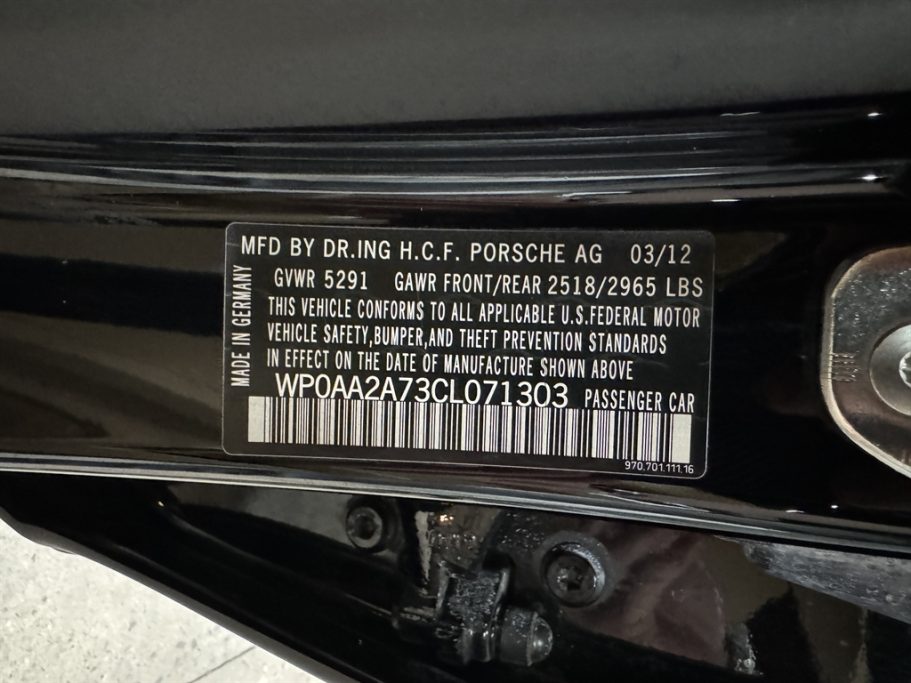 MFD BY DR.ING H.C.F. PORSCHE AG 03/12
GVWR 5291 GAWR FRONT/REAR 2518/2965 LBS
THIS VEHICLE CONFORMS TO ALL APPLICABLE U.S.FEDERAL MOTOR
VEHICLE SAFETY,BUMPER,AND THEFT PREVENTION STANDARDS
IN EFFECT ON THE DATE OF MANUFACTURE SHOWN ABOVE
WP0AA2A73CL071303 PASSENGER CAR
970.701.111.16
MADE IN GERMANY